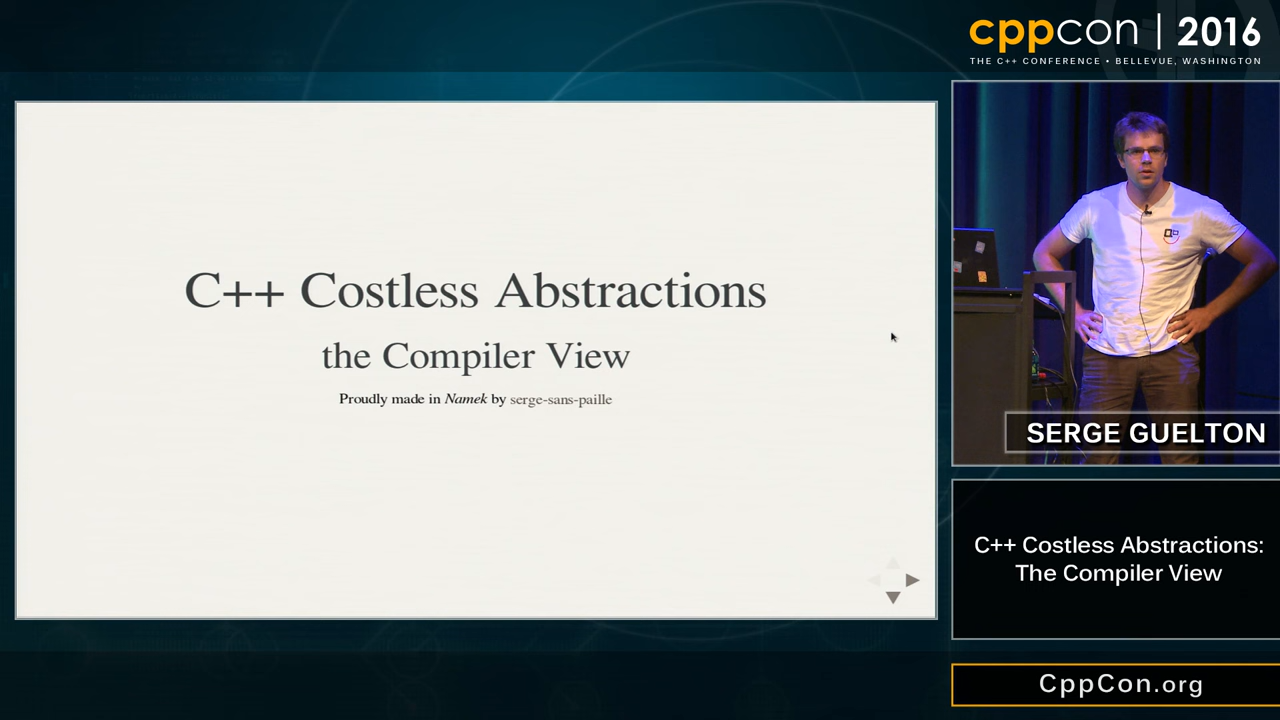 cppcon | 2016
THE C++ CONFERENCE • BELLEVUE, WASHINGTON
C++ Costless Abstractions
the Compiler View
Proudly made in Namek by serge-sans-paille
SERGE GUELTON
C++ Costless Abstractions:
The Compiler View
CppCon.org